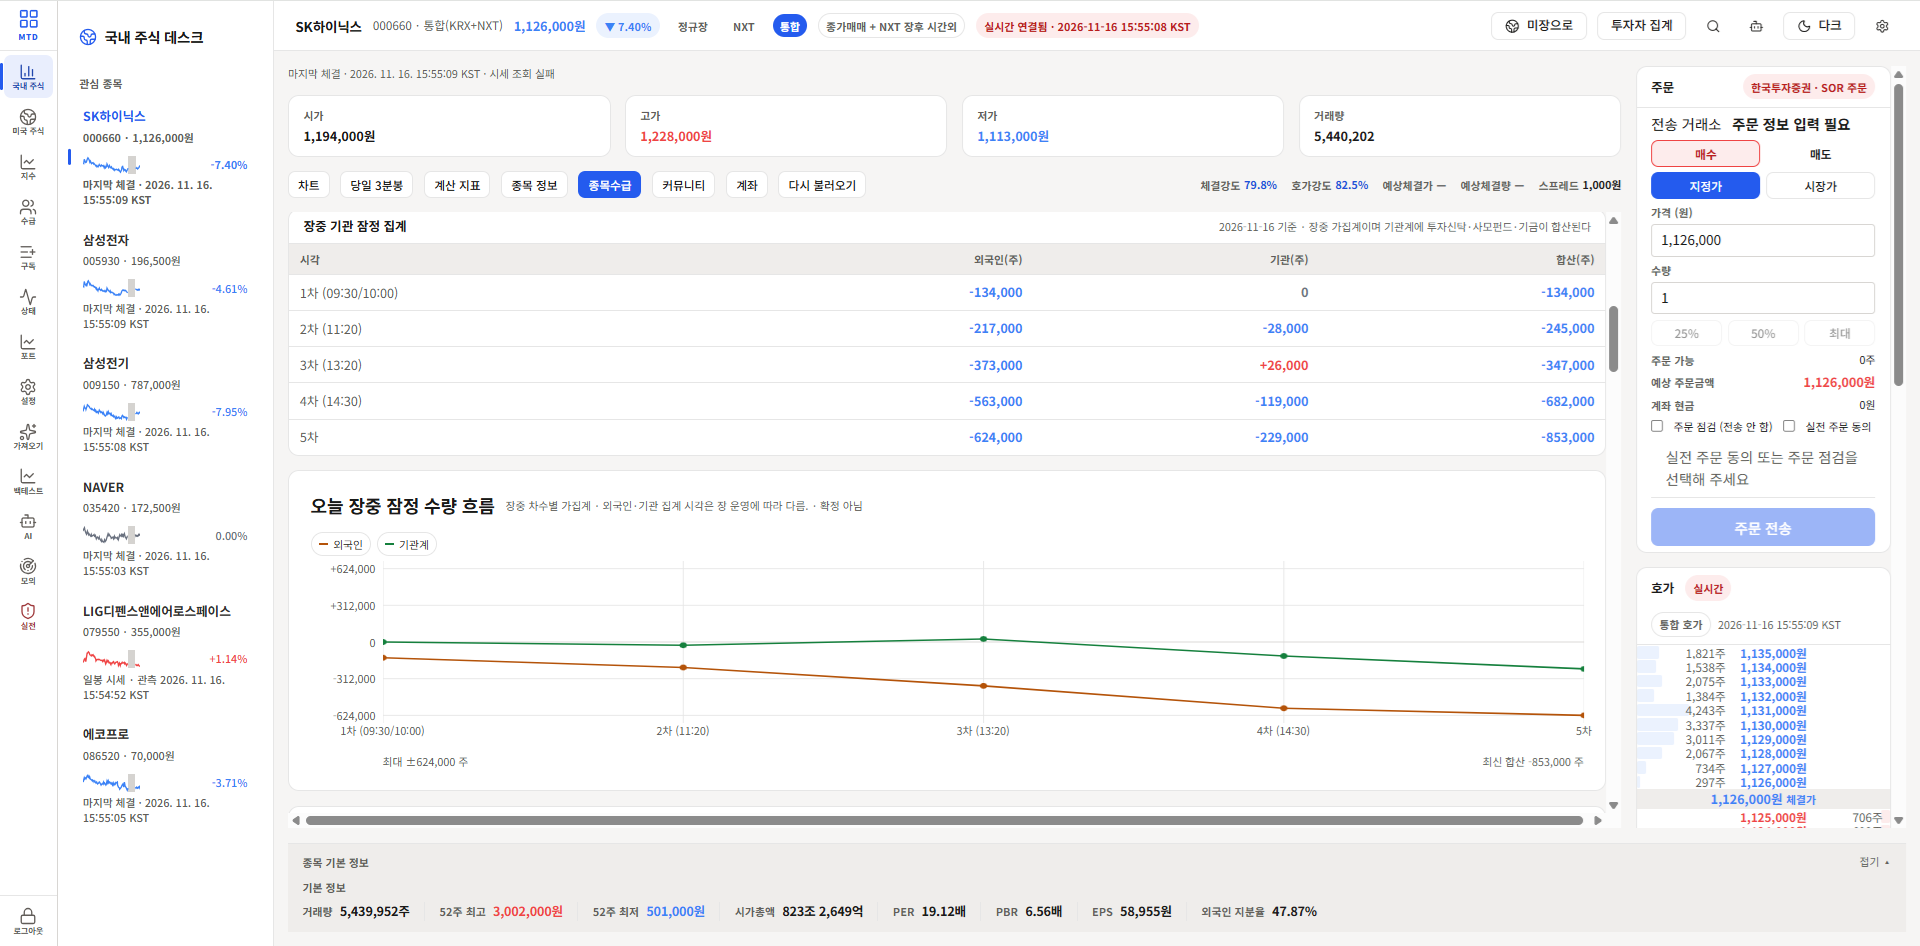 MTD
국내 주식
미국 주식
지수
수급
구독
상태
포트
설정
가져오기
백테스트
AI
모의
실전
로그아웃
국내 주식 데스크
관심 종목
SK하이닉스
000660 · 1,126,000원
-7.40%
마지막 체결 · 2026. 11. 16.
15:55:09 KST
삼성전자
005930 · 196,500원
-4.61%
마지막 체결 · 2026. 11. 16.
15:55:09 KST
삼성전기
009150 · 787,000원
-7.95%
마지막 체결 · 2026. 11. 16.
15:55:08 KST
NAVER
035420 · 172,500원
0.00%
마지막 체결 · 2026. 11. 16.
15:55:03 KST
LIG디펜스앤에어로스페이스
079550 · 355,000원
+1.14%
일봉 시세 · 관측 2026. 11. 16.
15:54:52 KST
에코프로
086520 · 70,000원
-3.71%
마지막 체결 · 2026. 11. 16.
15:55:05 KST
SK하이닉스 000660 · 통합(KRX+NXT) 1,126,000원 ▼ 7.40% 정규장 NXT 통합 종가매매 + NXT 장후 시간외 실시간 연결됨 · 2026-11-16 15:55:08 KST 미장으로 투자자 집계 다크
마지막 체결 · 2026. 11. 16. 15:55:09 KST · 시세 조회 실패
시가
1,194,000원
고가
1,228,000원
저가
1,113,000원
거래량
5,440,202
차트 당일 3분봉 계산 지표 종목 정보 종목수급 커뮤니티 계좌 다시 불러오기
체결강도 79.8% 호가강도 82.5% 예상체결가 — 예상체결량 — 스프레드 1,000원
장중 기관 잠정 집계 2026-11-16 기준 · 장중 가집계이며 기관계에 투자신탁·사모펀드·기금이 합산된다
시각 외국인(주) 기관(주) 합산(주)
1차 (09:30/10:00) -134,000 0 -134,000
2차 (11:20) -217,000 -28,000 -245,000
3차 (13:20) -373,000 +26,000 -347,000
4차 (14:30) -563,000 -119,000 -682,000
5차 -624,000 -229,000 -853,000
오늘 장중 잠정 수량 흐름 장중 차수별 가집계 · 외국인·기관 집계 시각은 장 운영에 따라 다름. · 확정 아님
외국인 기관계
+624,000
+312,000
0
-312,000
-624,000
1차 (09:30/10:00) 2차 (11:20) 3차 (13:20) 4차 (14:30) 5차
최대 ±624,000 주 최신 합산 -853,000 주
종목 기본 정보 접기
기본 정보
거래량 5,439,952주 52주 최고 3,002,000원 52주 최저 501,000원 시가총액 823조 2,649억 PER 19.12배 PBR 6.56배 EPS 58,955원 외국인 지분율 47.87%
주문 한국투자증권 · SOR 주문
전송 거래소 주문 정보 입력 필요
매수 매도
지정가 시장가
가격 (원)
1,126,000
수량
1
25% 50% 최대
주문 가능 0주
예상 주문금액 1,126,000원
계좌 현금 0원
주문 점검 (전송 안 함) 실전 주문 동의
실전 주문 동의 또는 주문 점검을
선택해 주세요
주문 전송
호가 실시간
통합 호가 2026-11-16 15:55:09 KST
1,821주 1,135,000원
1,538주 1,134,000원
2,075주 1,133,000원
1,384주 1,132,000원
4,243주 1,131,000원
3,337주 1,130,000원
3,011주 1,129,000원
2,067주 1,128,000원
734주 1,127,000원
297주 1,126,000원
1,126,000원 체결가
1,125,000원 706주